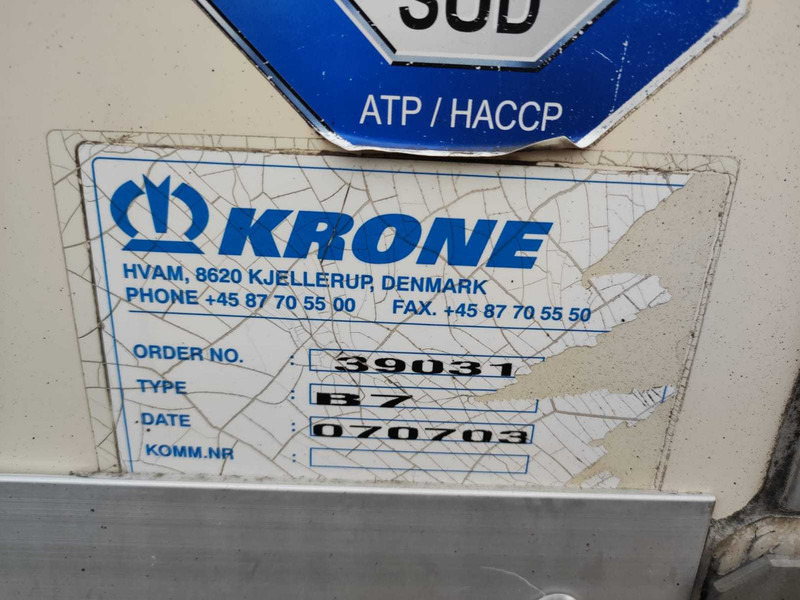 SÜD
ATP / HACCP
KRONE
HVAM, 8620 KJELLERUP, DENMARK
PHONE +45 87 70 55 00 FAX. +45 87 70 55 50
ORDER NO. : 39031
TYPE : B7
DATE : 070703
KOMM.NR :